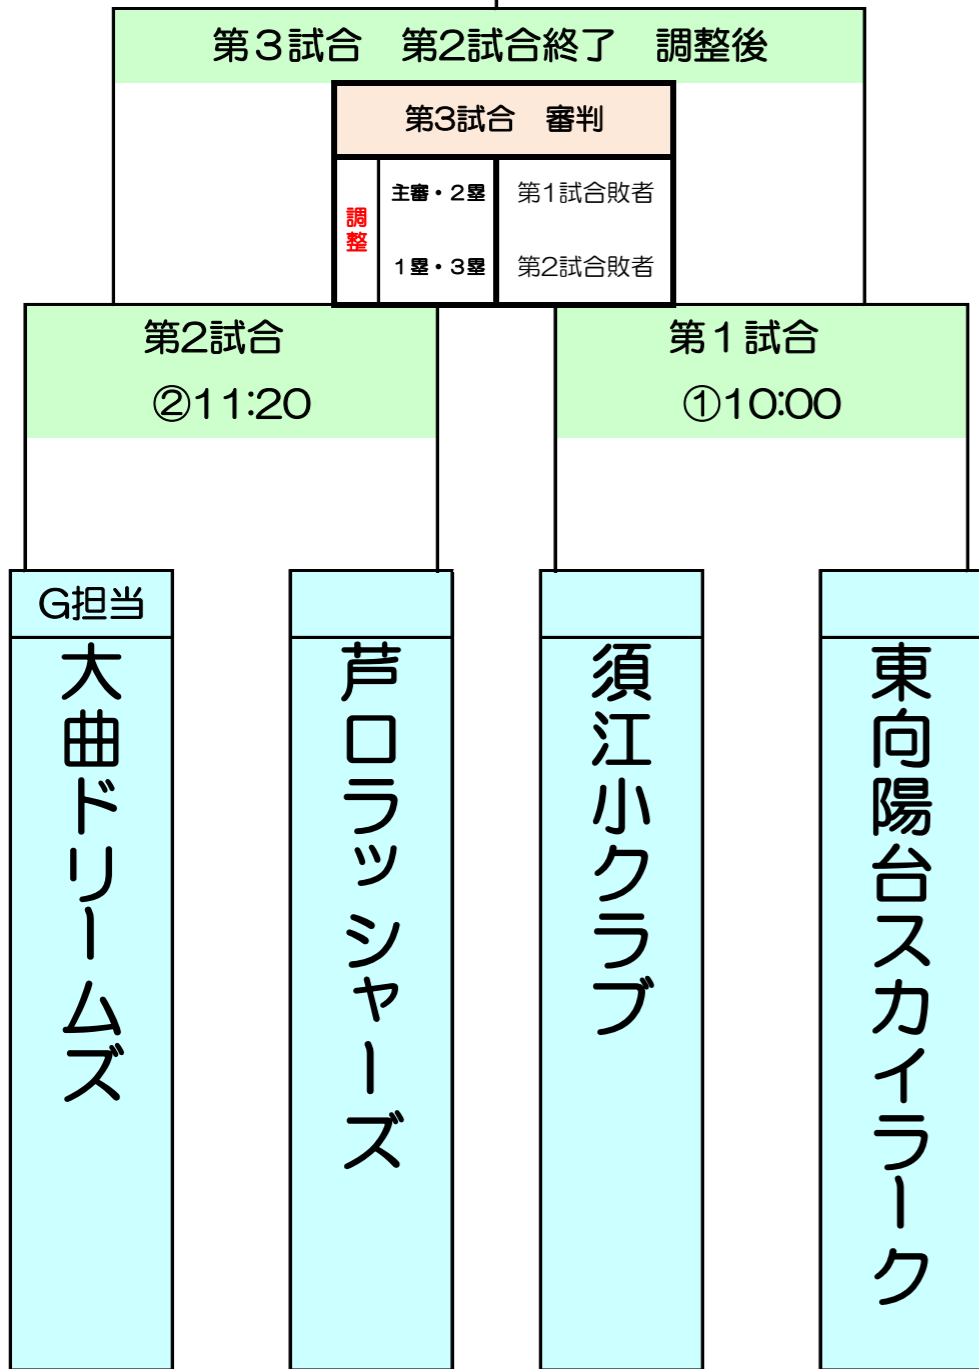 第３試合　第2試合終了　調整後
第3試合　審判
調整
主審・２塁
第1試合敗者
１塁・３塁
第2試合敗者
第2試合
②11:20
第１試合
①10:00
G担当
大曲ドリームズ
芦口ラッシャーズ
須江小クラブ
東向陽台スカイラーク